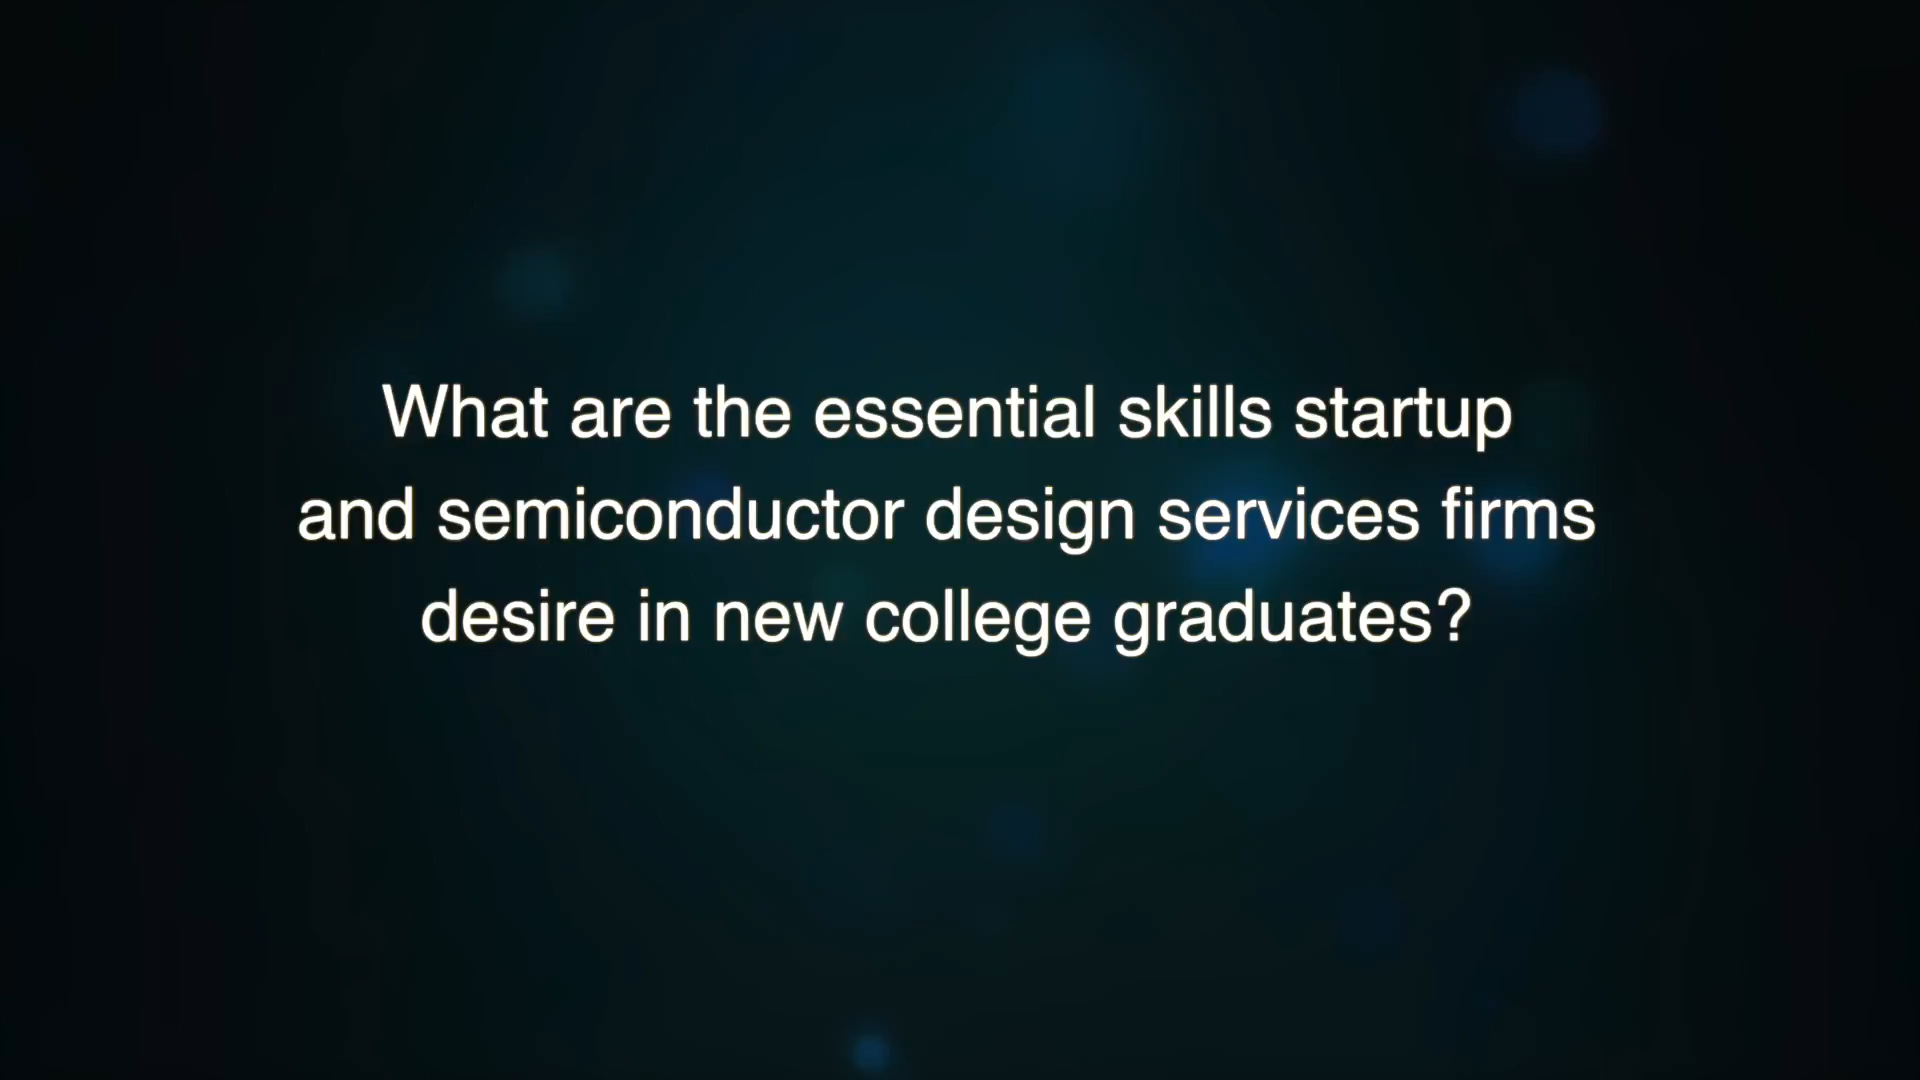 What are the essential skills startup
and semiconductor design services firms
desire in new college graduates?